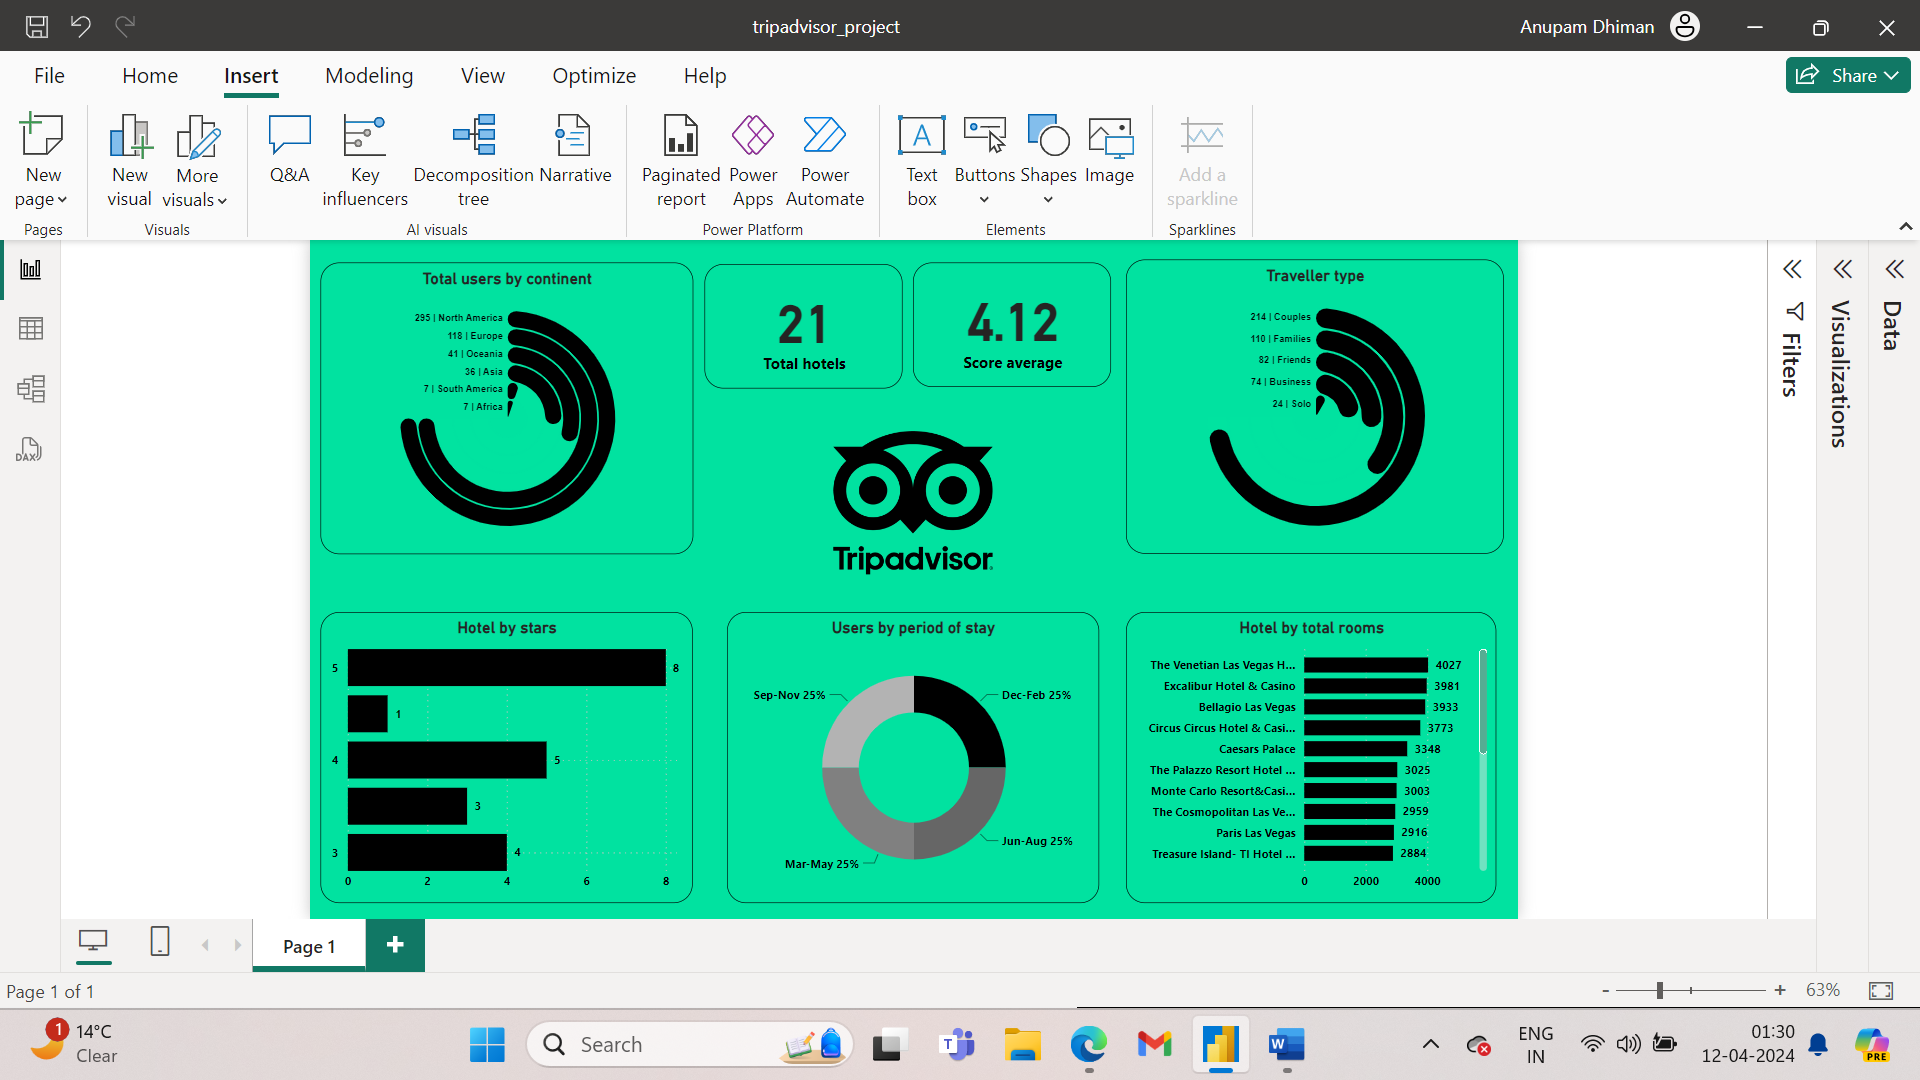 tripadvisor_project
Anupam Dhiman
File
Home
Insert
Modeling
View
Optimize
Help
Share
New page
New visual
More visuals
Q&A
Key influencers
Decomposition tree
Narrative
Paginated report
Power Apps
Power Automate
Text box
Buttons
Shapes
Image
Add a sparkline
Pages
Visuals
AI visuals
Power Platform
Elements
Sparklines
DAX
Total users by continent
295 | North America
118 | Europe
41 | Oceania
36 | Asia
7 | South America
7 | Africa
21
Total hotels
4.12
Score average
Traveller type
214 | Couples
110 | Families
82 | Friends
74 | Business
24 | Solo
Tripadvisor
Filters
Visualizations
Data
Hotel by stars
5
8
1
4
5
3
3
4
0 2 4 6 8
Users by period of stay
Sep-Nov 25%
Dec-Feb 25%
Mar-May 25%
Jun-Aug 25%
Hotel by total rooms
The Venetian Las Vegas H... 4027
Excalibur Hotel & Casino 3981
Bellagio Las Vegas 3933
Circus Circus Hotel & Casi... 3773
Caesars Palace 3348
The Palazzo Resort Hotel ... 3025
Monte Carlo Resort&Casi... 3003
The Cosmopolitan Las Ve... 2959
Paris Las Vegas 2916
Treasure Island- TI Hotel ... 2884
0 2000 4000
Page 1
Page 1 of 1
- + 63%
1
14°C
Clear
Search
T
W
ENG
IN
01:30
12-04-2024
PRE